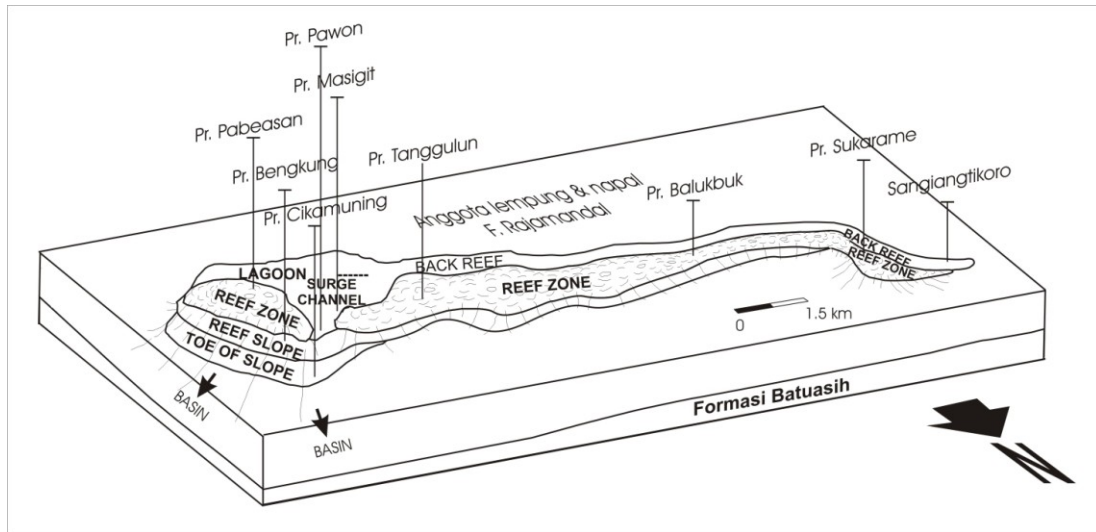 Pr. Pawon
Pr. Masigit
Pr. Pabeasan
Pr. Tanggulun
Pr. Sukarame
Pr. Bengkung
Pr. Balukbuk
Sangiangtikoro
Pr. Cikamuning
Anggota lempung & napal
F. Rajamandal
BACK REEF
REEF ZONE
LAGOON
BACK REEF
SURGE
CHANNEL
REEF ZONE
REEF ZONE
REEF SLOPE
TOE OF SLOPE
0 1.5 km
BASIN
BASIN
Formasi Batuasih
N